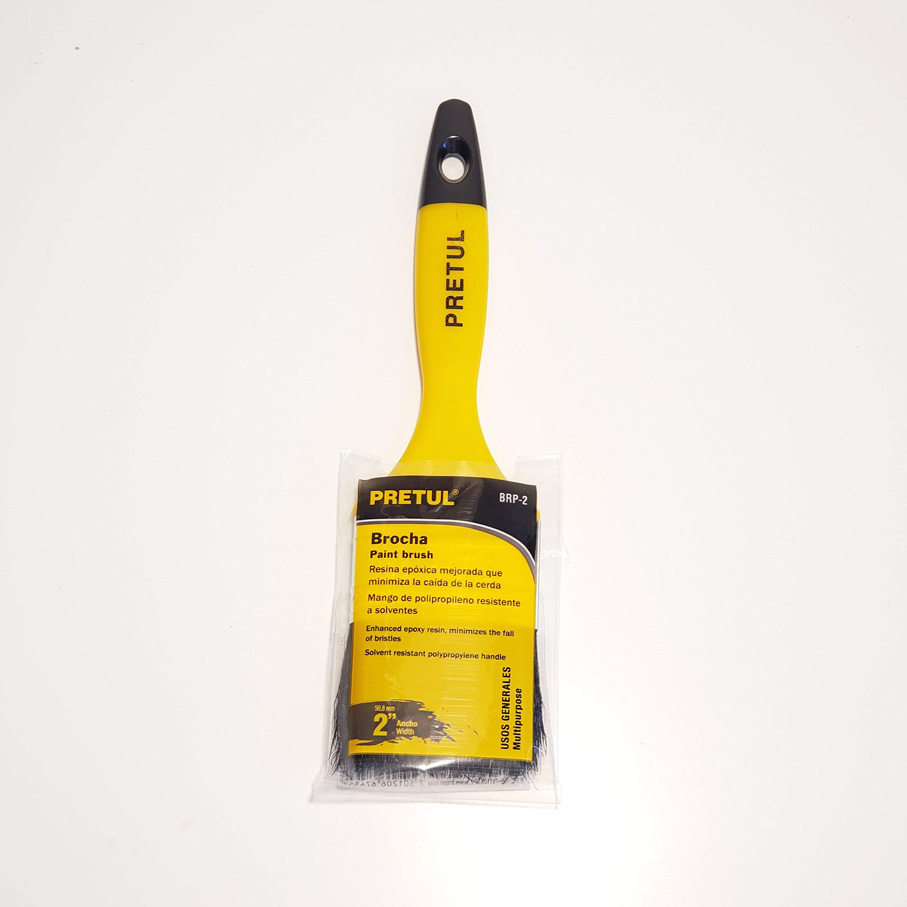 PRETUL
PRETUL®
BRP-2
Brocha
Paint brush
Resina epóxica mejorada que
minimiza la caída de la cerda
Mango de polipropileno resistente
a solventes
Enhanced epoxy resin, minimizes the fall
of bristles
Solvent resistant polypropylene handle
USOS GENERALES
Multipurpose
50,8 mm
2"
Ancho
Width